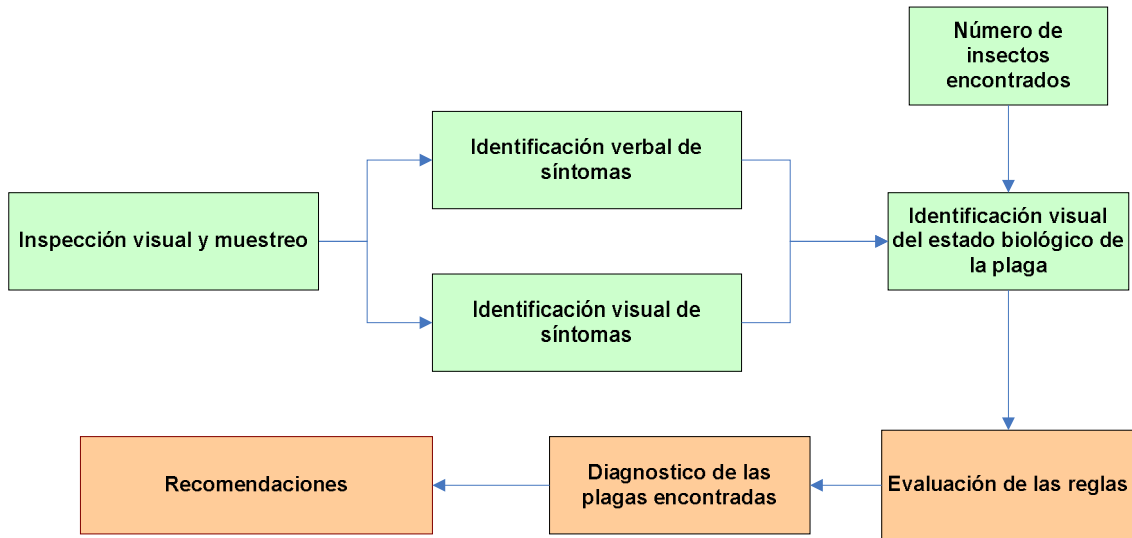 Número de
insectos
encontrados
Identificación verbal de
síntomas
Inspección visual y muestreo
Identificación visual
del estado biológico de
la plaga
Identificación visual de
síntomas
Recomendaciones
Diagnostico de las
plagas encontradas
Evaluación de las reglas